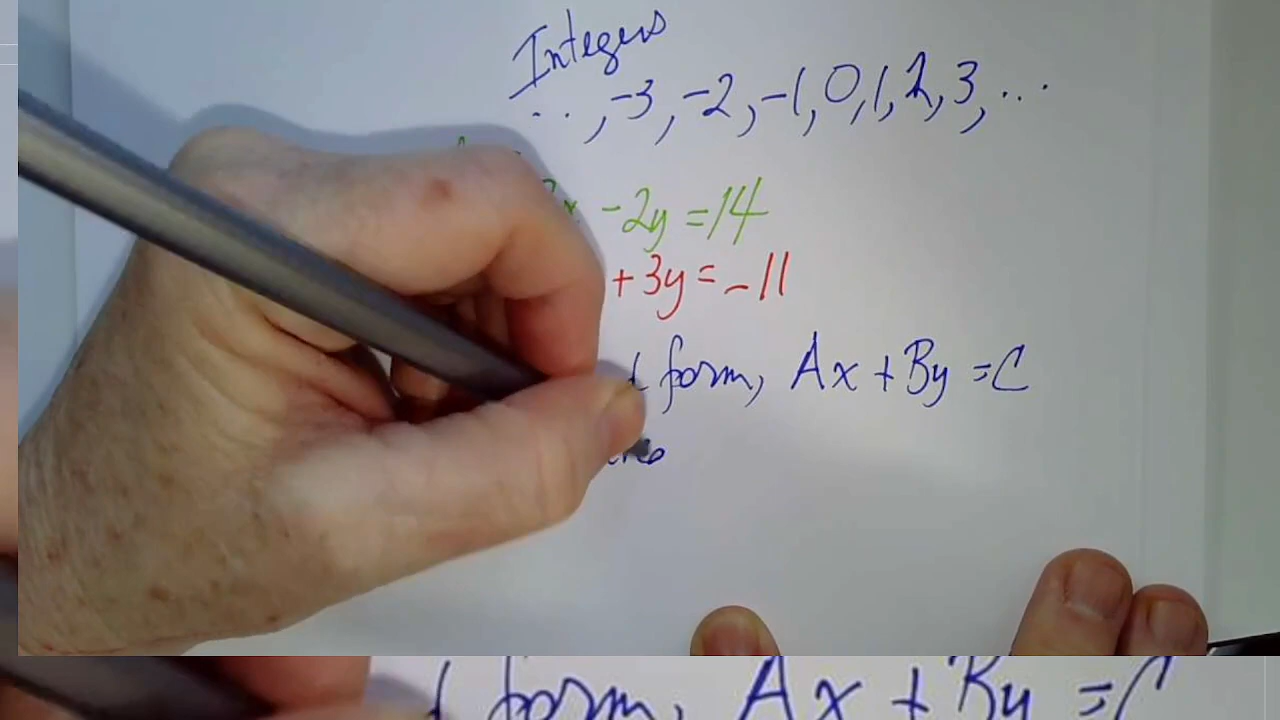 Integers
.. , -3, -2, -1, 0, 1, 2, 3, ...
x - 2y = 14
+ 3y = -11
form, Ax + By = C
form, Ax + By = C